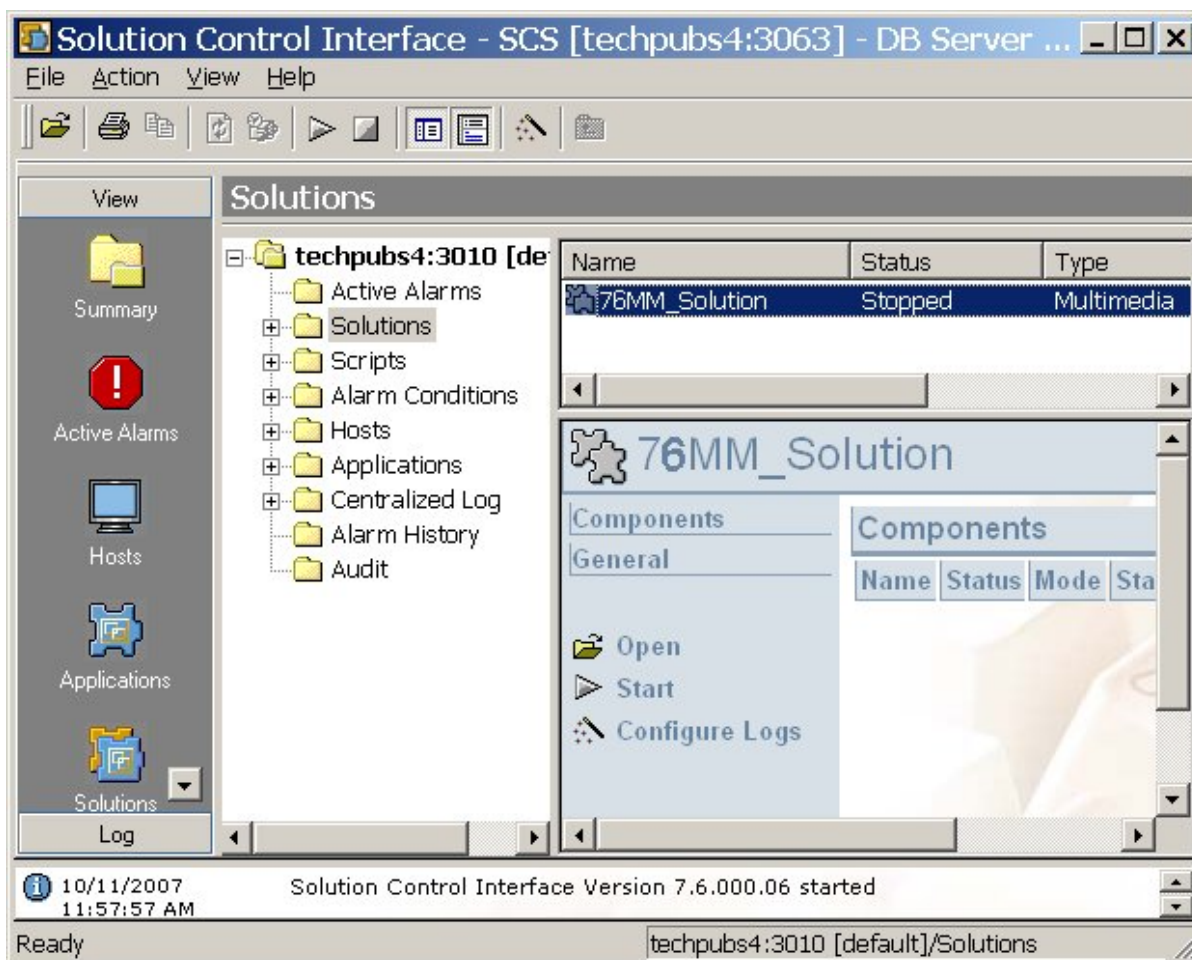 Solution Control Interface - SCS [techpubs4:3063] - DB Server ...
File Action View Help
View
Summary
Active Alarms
Hosts
Applications
Solutions
Log
Solutions
techpubs4:3010 [de
Active Alarms
Solutions
Scripts
Alarm Conditions
Hosts
Applications
Centralized Log
Alarm History
Audit
Name Status Type
76MM_Solution Stopped Multimedia
76MM_Solution
Components
General
Open
Start
Configure Logs
Components
Name Status Mode Sta
10/11/2007 Solution Control Interface Version 7.6.000.06 started
11:57:57 AM
Ready techpubs4:3010 [default]/Solutions